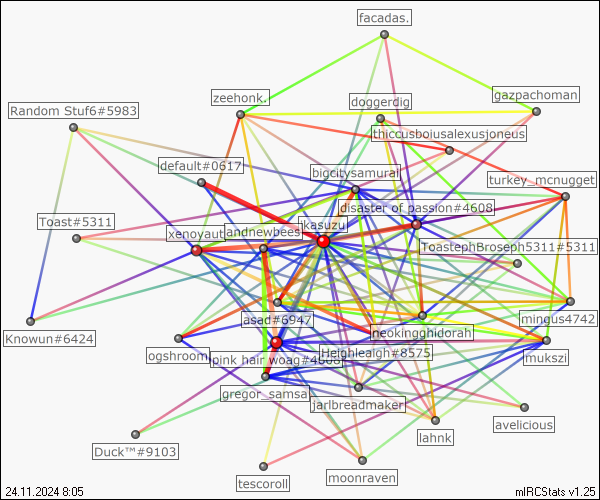 facadas.
zeehonk.
doggerdig
gazpachoman
Random Stuf6#5983
thiccusboiusalexusjoneus
default#0617
bigcitysamurai
turkey_mcnugget
disaster of passion#4608
Toast#5311
xenoyaut
andnewbees
ikasuzu
ToastephBroseph5311#5311
asad#6947
mingus4742
Knowun#6424
neokingghidorah
ogshroom
pink hair woag#4608
Heighleaigh#8575
mukszi
gregor_samsa
jarlbreadmaker
avelicious
lahnk
Duck™#9103
tescoroll
moonraven
24.11.2024 8:05
mIRCStats v1.25